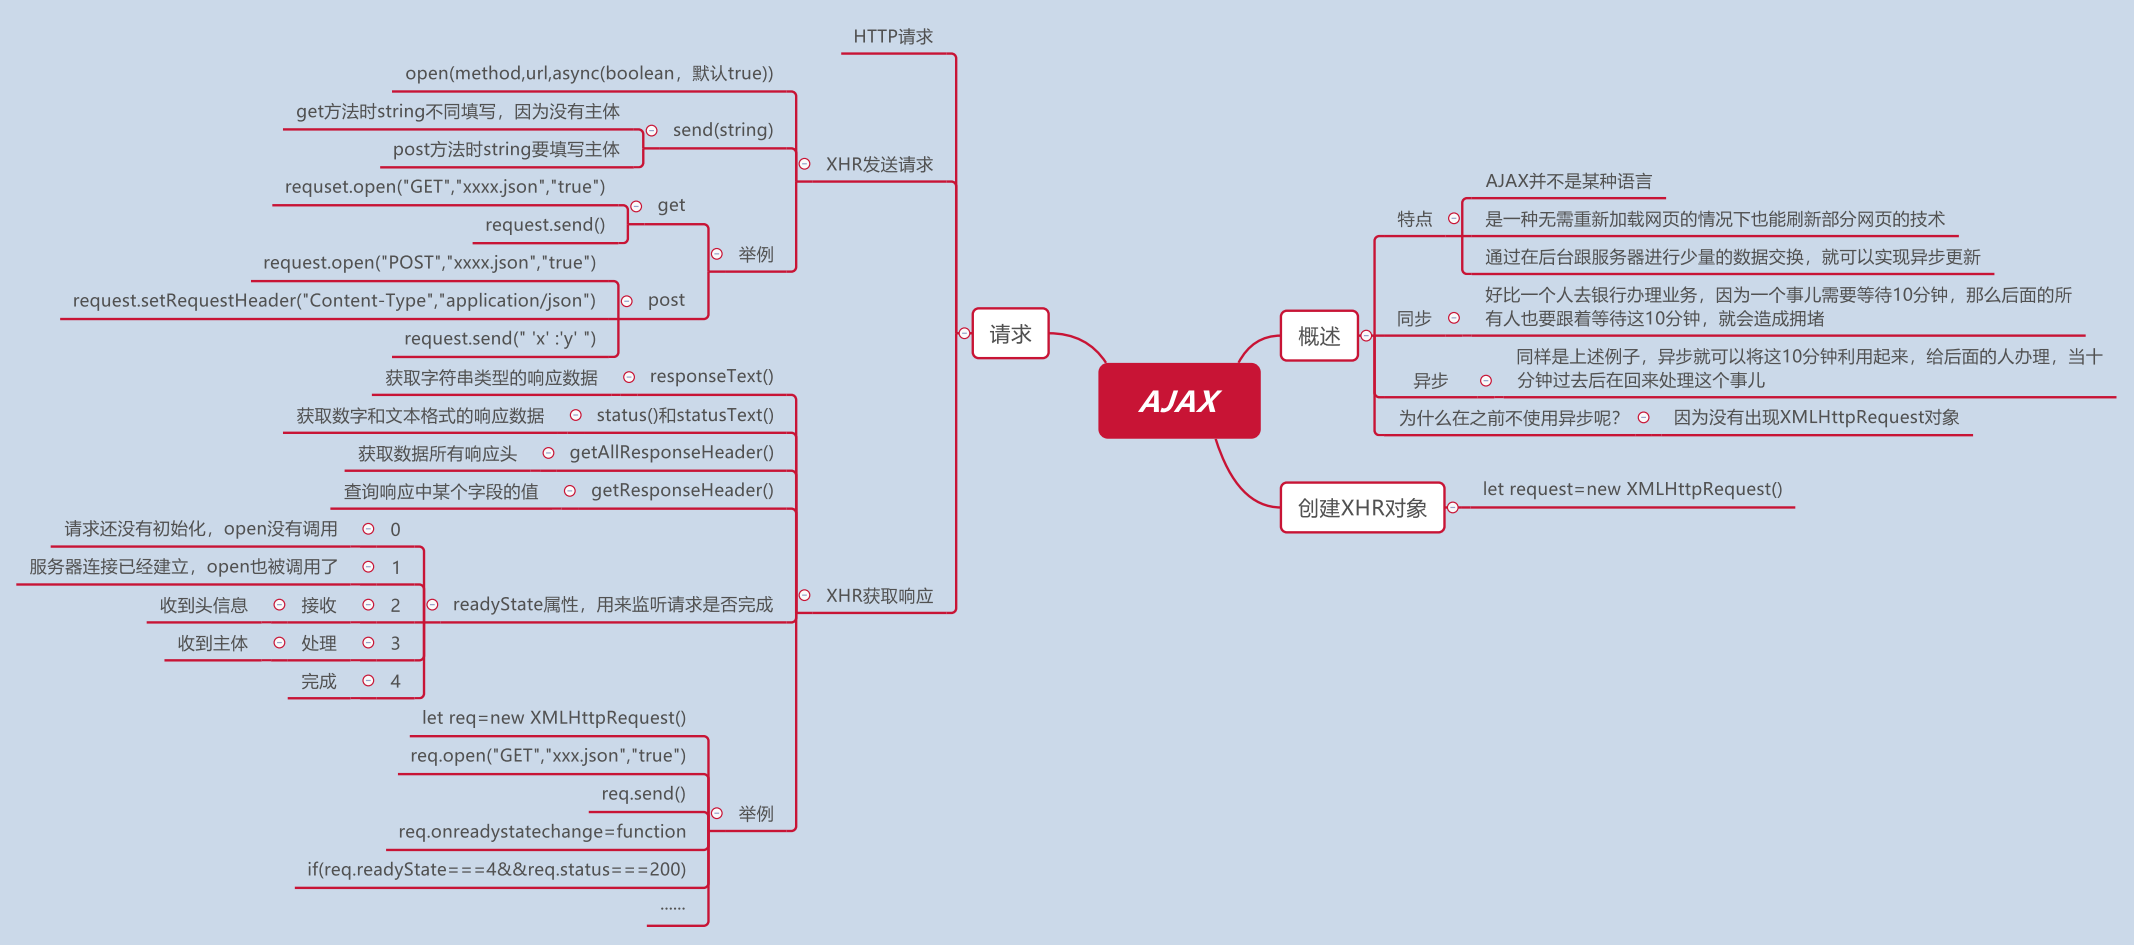 AJAX
概述
特点
AJAX并不是某种语言
是一种无需重新加载网页的情况下也能刷新部分网页的技术
通过在后台跟服务器进行少量的数据交换，就可以实现异步更新
同步
好比一个人去银行办理业务，因为一个事儿需要等待10分钟，那么后面的所
有人也要跟着等待这10分钟，就会造成拥堵
异步
同样是上述例子，异步就可以将这10分钟利用起来，给后面的人办理，当十
分钟过去后在回来处理这个事儿
为什么在之前不使用异步呢？
因为没有出现XMLHttpRequest对象
创建XHR对象
let request=new XMLHttpRequest()
请求
HTTP请求
XHR发送请求
open(method,url,async(boolean，默认true))
send(string)
get方法时string不同填写，因为没有主体
post方法时string要填写主体
举例
get
requset.open("GET","xxxx.json","true")
request.send()
post
request.open("POST","xxxx.json","true")
request.setRequestHeader("Content-Type","application/json")
request.send(" 'x' :'y' ")
XHR获取响应
responseText()
获取字符串类型的响应数据
status()和statusText()
获取数字和文本格式的响应数据
getAllResponseHeader()
获取数据所有响应头
getResponseHeader()
查询响应中某个字段的值
readyState属性，用来监听请求是否完成
0
请求还没有初始化，open没有调用
1
服务器连接已经建立，open也被调用了
2
接收
收到头信息
3
处理
收到主体
4
完成
举例
let req=new XMLHttpRequest()
req.open("GET","xxx.json","true")
req.send()
req.onreadystatechange=function
if(req.readyState===4&&req.status===200)
......